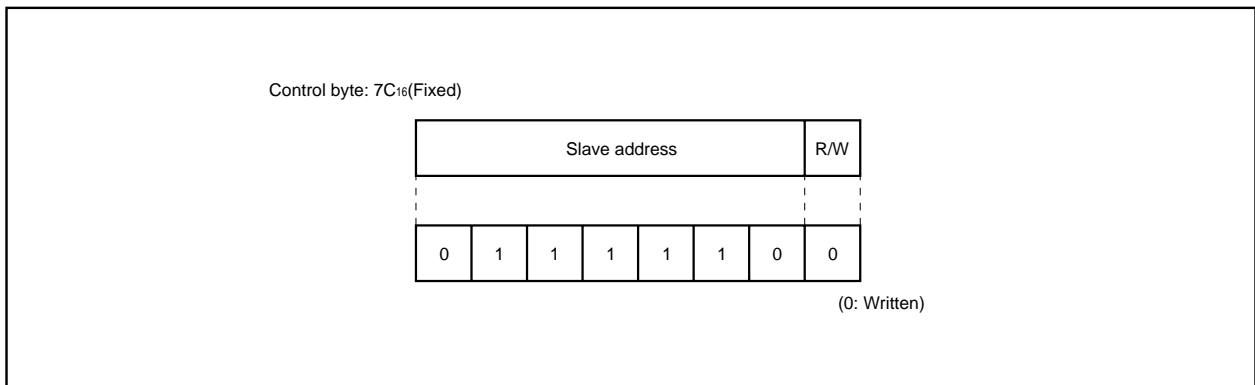 Control byte: 7C16(Fixed)
Slave address R/W
0 1 1 1 1 1 0 0
(0: Written)